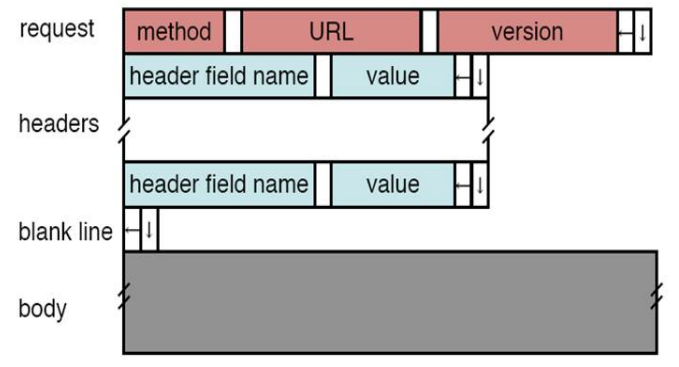 request method URL version ← ↓
header field name value ← ↓
headers
header field name value ← ↓
blank line ← ↓
body